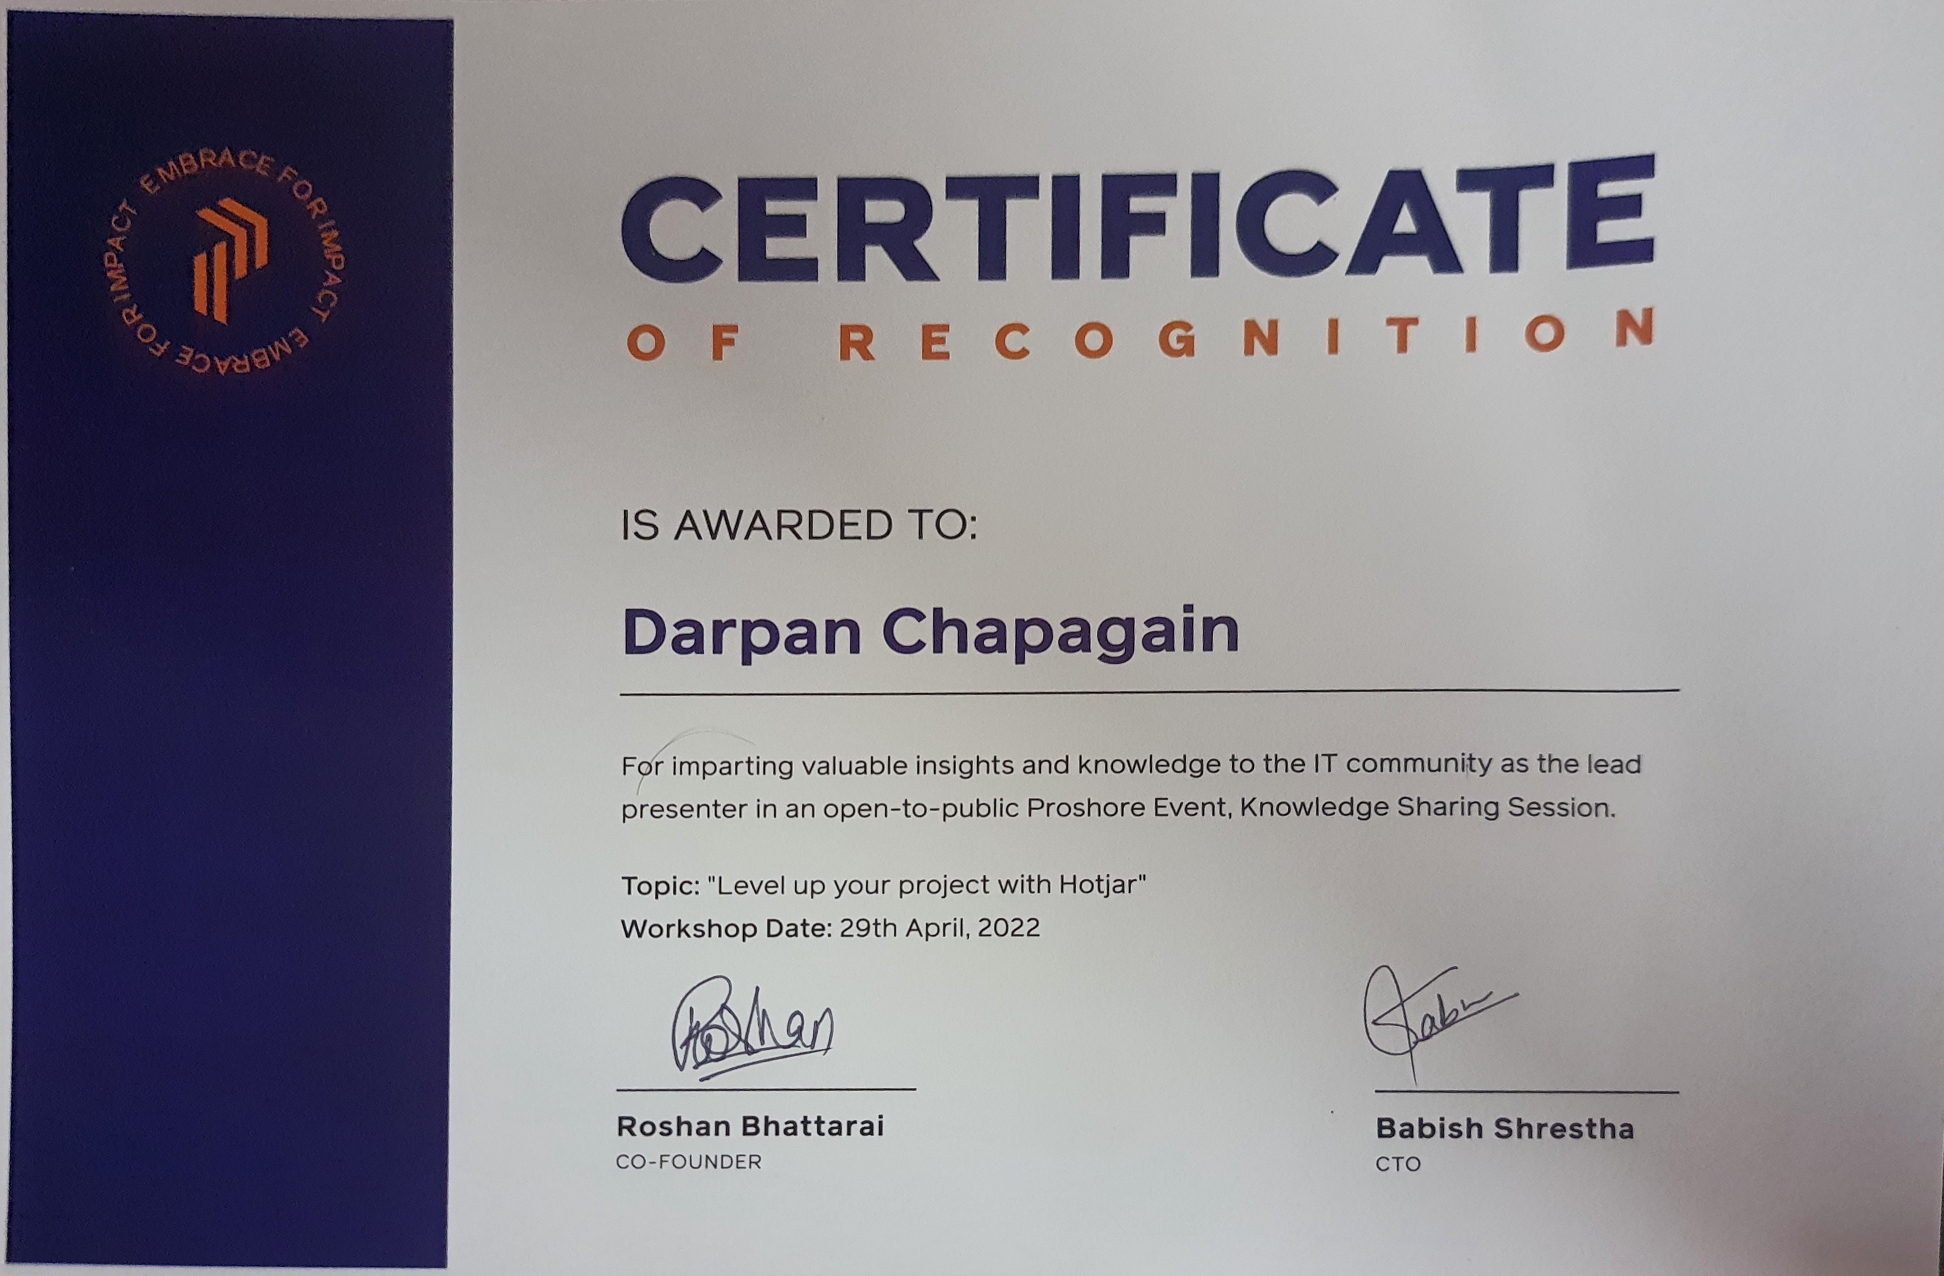 EMBRACE FOR IMPACT EMBRACE FOR IMPACT
CERTIFICATE
OF RECOGNITION
IS AWARDED TO:
Darpan Chapagain
For imparting valuable insights and knowledge to the IT community as the lead
presenter in an open-to-public Proshore Event, Knowledge Sharing Session.
Topic: "Level up your project with Hotjar"
Workshop Date: 29th April, 2022
Roshan
Roshan Bhattarai
CO-FOUNDER
Babish Shrestha
CTO